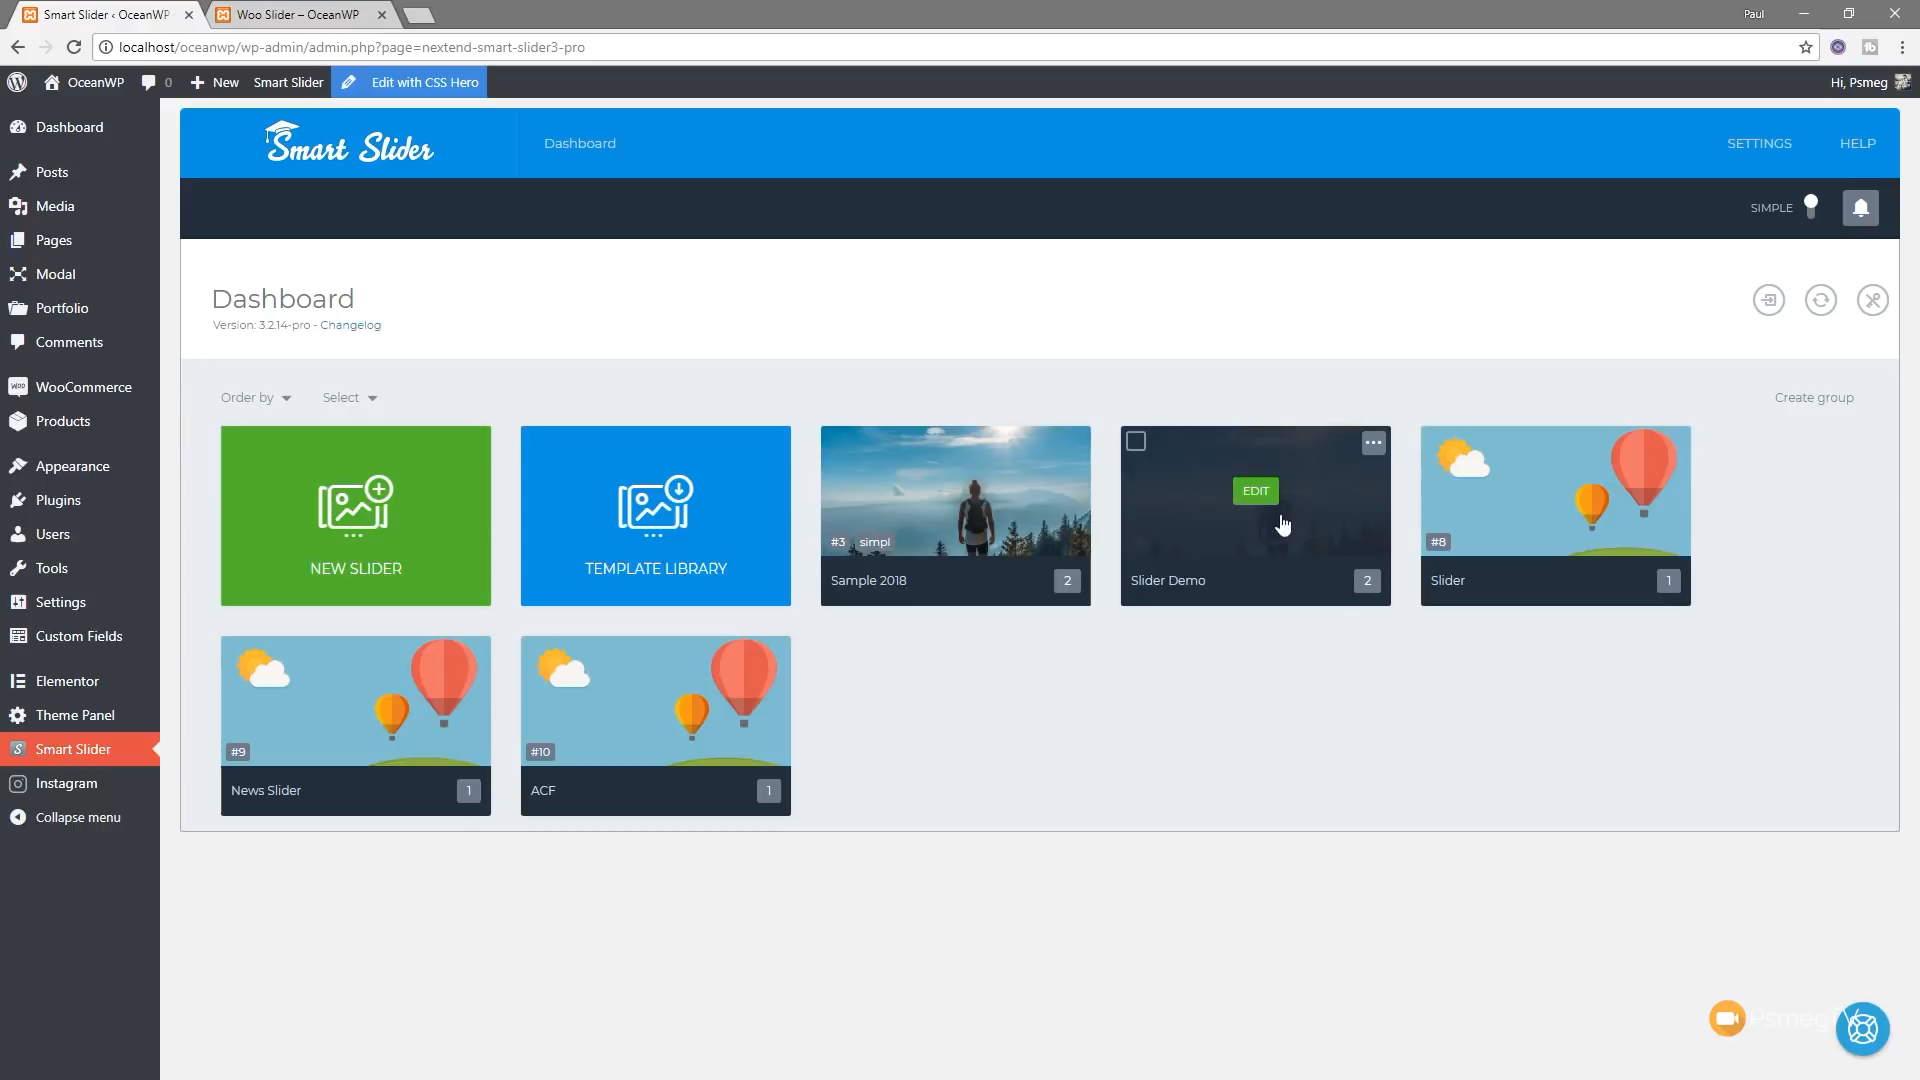 Smart Slider ‹ OceanWP
Woo Slider – OceanWP
Paul
localhost/oceanwp/wp-admin/admin.php?page=nextend-smart-slider3-pro
OceanWP
0
New
Smart Slider
Edit with CSS Hero
Hi, Psmeg
Dashboard
Posts
Media
Pages
Modal
Portfolio
Comments
WooCommerce
Products
Appearance
Plugins
Users
Tools
Settings
Custom Fields
Elementor
Theme Panel
Smart Slider
Instagram
Collapse menu
Smart Slider
Dashboard
SETTINGS
HELP
SIMPLE
Dashboard
Version: 3.2.14-pro - Changelog
Order by
Select
Create group
NEW SLIDER
TEMPLATE LIBRARY
#3 simpl
Sample 2018
2
EDIT
Slider Demo
2
#8
Slider
1
#9
News Slider
1
#10
ACF
1